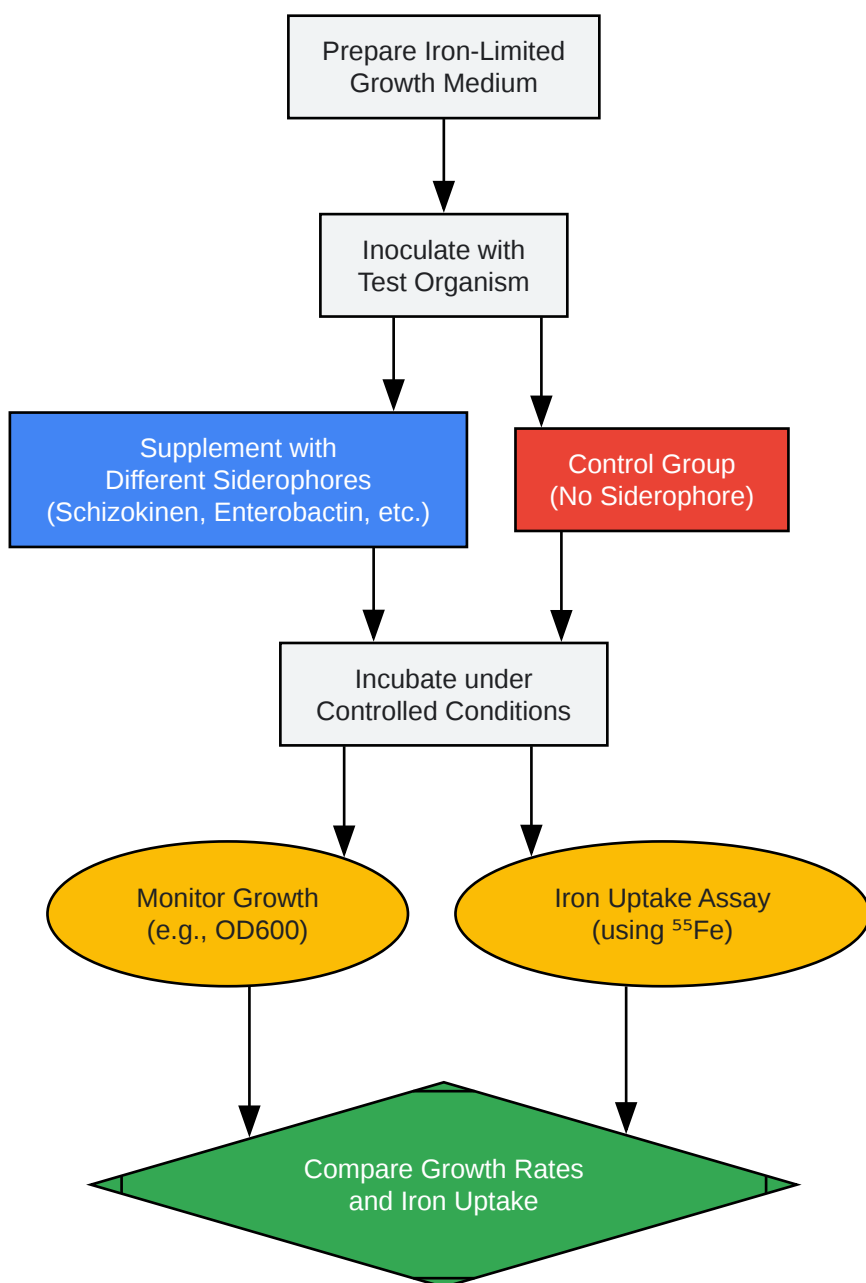 Prepare Iron-Limited
Growth Medium
Inoculate with
Test Organism
Supplement with
Different Siderophores
(Schizokinen, Enterobactin, etc.)
Control Group
(No Siderophore)
Incubate under
Controlled Conditions
Monitor Growth
(e.g., OD600)
Iron Uptake Assay
(using ⁵⁵Fe)
Compare Growth Rates
and Iron Uptake